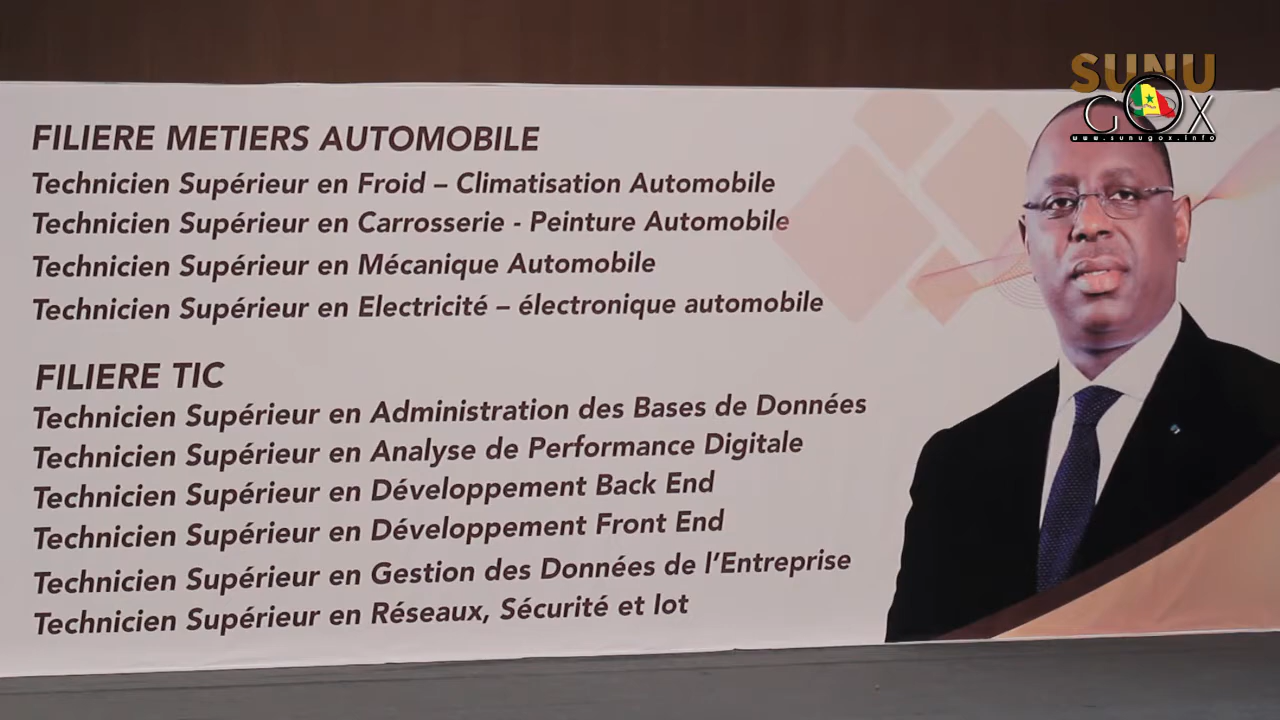 SUNU
GOX
www.sunugox.info
FILIERE METIERS AUTOMOBILE
Technicien Supérieur en Froid – Climatisation Automobile
Technicien Supérieur en Carrosserie - Peinture Automobile
Technicien Supérieur en Mécanique Automobile
Technicien Supérieur en Electricité – électronique automobile
FILIERE TIC
Technicien Supérieur en Administration des Bases de Données
Technicien Supérieur en Analyse de Performance Digitale
Technicien Supérieur en Développement Back End
Technicien Supérieur en Développement Front End
Technicien Supérieur en Gestion des Données de l’Entreprise
Technicien Supérieur en Réseaux, Sécurité et Iot